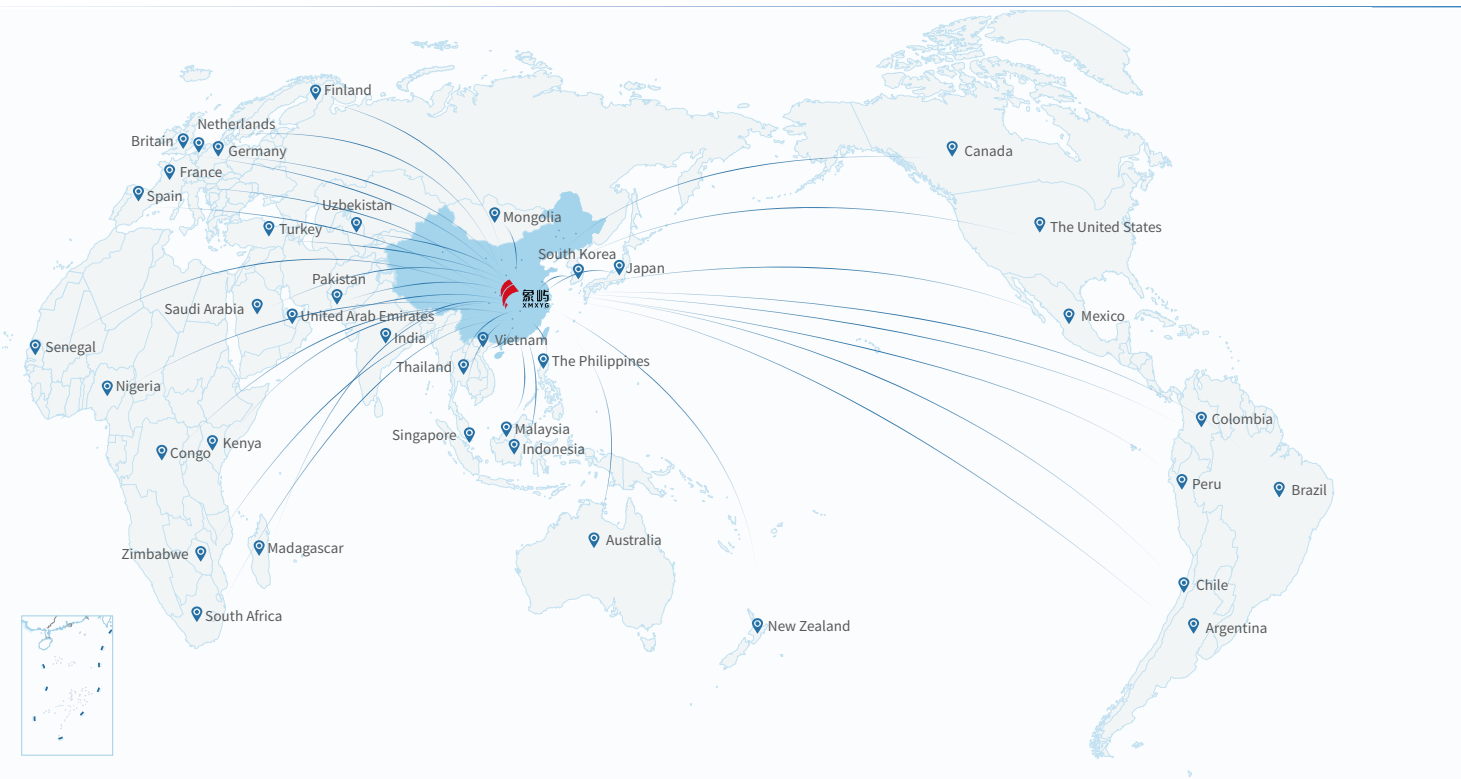 Finland
Netherlands
Britain
Germany
France
Spain
Uzbekistan
Mongolia
Turkey
South Korea
Japan
Pakistan
Saudi Arabia
United Arab Emirates
象屿
XMXYG
India
Vietnam
Senegal
Thailand
The Philippines
Nigeria
Singapore
Malaysia
Kenya
Congo
Indonesia
Zimbabwe
Madagascar
Australia
South Africa
New Zealand
Canada
The United States
Mexico
Colombia
Peru
Brazil
Chile
Argentina